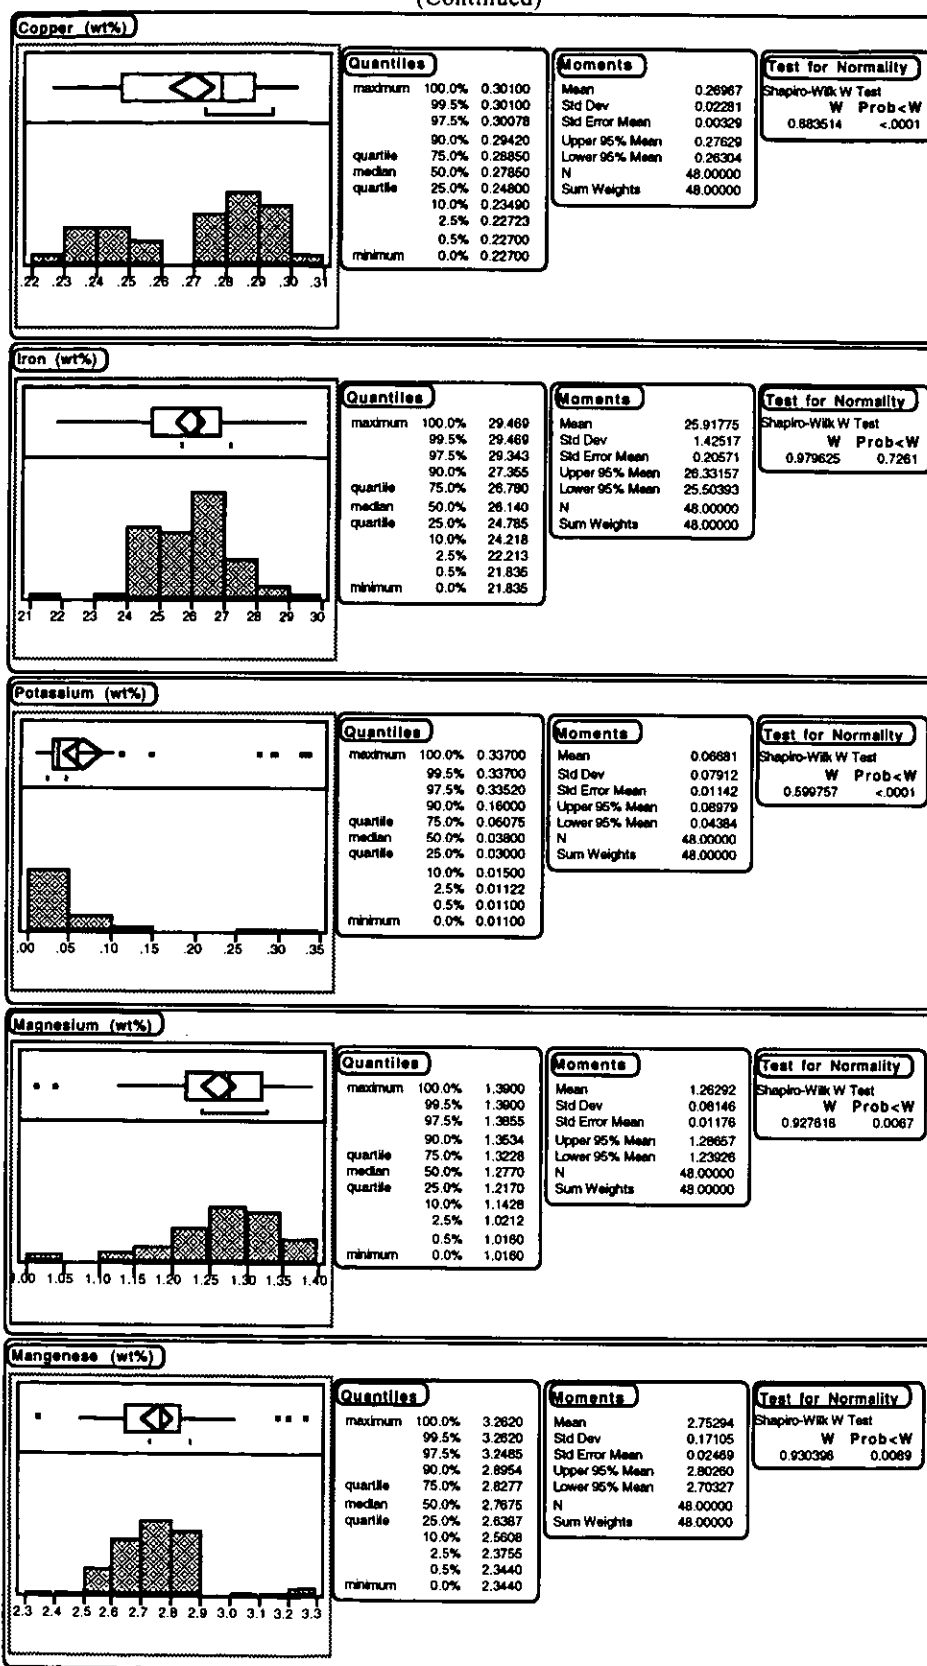 (Continued)
Copper (wt%)
.22 .23 .24 .25 .26 .27 .28 .29 .30 .31
Quantiles
maximum 100.0% 0.30100
99.5% 0.30100
97.5% 0.30078
90.0% 0.29420
quartile 75.0% 0.28850
median 50.0% 0.27850
quartile 25.0% 0.24800
10.0% 0.23490
2.5% 0.22723
0.5% 0.22700
minimum 0.0% 0.22700
Moments
Mean 0.26967
Std Dev 0.02281
Std Error Mean 0.00329
Upper 95% Mean 0.27629
Lower 95% Mean 0.26304
N 48.00000
Sum Weights 48.00000
Test for Normality
Shapiro-Wilk W Test
W Prob<W
0.883514 <.0001
Iron (wt%)
21 22 23 24 25 26 27 28 29 30
Quantiles
maximum 100.0% 29.469
99.5% 29.469
97.5% 29.343
90.0% 27.355
quartile 75.0% 26.780
median 50.0% 26.140
quartile 25.0% 24.785
10.0% 24.218
2.5% 22.213
0.5% 21.835
minimum 0.0% 21.835
Moments
Mean 25.91775
Std Dev 1.42517
Std Error Mean 0.20571
Upper 95% Mean 26.33157
Lower 95% Mean 25.50393
N 48.00000
Sum Weights 48.00000
Test for Normality
Shapiro-Wilk W Test
W Prob<W
0.979625 0.7261
Potassium (wt%)
.00 .05 .10 .15 .20 .25 .30 .35
Quantiles
maximum 100.0% 0.33700
99.5% 0.33700
97.5% 0.33520
90.0% 0.16000
quartile 75.0% 0.06075
median 50.0% 0.03800
quartile 25.0% 0.03000
10.0% 0.01500
2.5% 0.01122
0.5% 0.01100
minimum 0.0% 0.01100
Moments
Mean 0.06681
Std Dev 0.07912
Std Error Mean 0.01142
Upper 95% Mean 0.08979
Lower 95% Mean 0.04384
N 48.00000
Sum Weights 48.00000
Test for Normality
Shapiro-Wilk W Test
W Prob<W
0.599757 <.0001
Magnesium (wt%)
1.00 1.05 1.10 1.15 1.20 1.25 1.30 1.35 1.40
Quantiles
maximum 100.0% 1.3900
99.5% 1.3900
97.5% 1.3855
90.0% 1.3534
quartile 75.0% 1.3228
median 50.0% 1.2770
quartile 25.0% 1.2170
10.0% 1.1428
2.5% 1.0212
0.5% 1.0160
minimum 0.0% 1.0160
Moments
Mean 1.26292
Std Dev 0.08146
Std Error Mean 0.01176
Upper 95% Mean 1.28657
Lower 95% Mean 1.23926
N 48.00000
Sum Weights 48.00000
Test for Normality
Shapiro-Wilk W Test
W Prob<W
0.927618 0.0067
Mangenese (wt%)
2.3 2.4 2.5 2.6 2.7 2.8 2.9 3.0 3.1 3.2 3.3
Quantiles
maximum 100.0% 3.2620
99.5% 3.2620
97.5% 3.2485
90.0% 2.8954
quartile 75.0% 2.8277
median 50.0% 2.7675
quartile 25.0% 2.6387
10.0% 2.5608
2.5% 2.3755
0.5% 2.3440
minimum 0.0% 2.3440
Moments
Mean 2.75294
Std Dev 0.17105
Std Error Mean 0.02469
Upper 95% Mean 2.80260
Lower 95% Mean 2.70327
N 48.00000
Sum Weights 48.00000
Test for Normality
Shapiro-Wilk W Test
W Prob<W
0.930396 0.0089